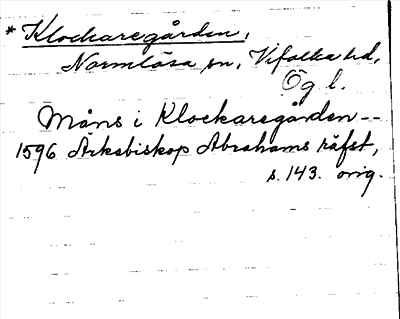 * Klockaregården,
Normlösa sn, Vifolka hd,
Ög l.
Måns i Klockaregården --
1596 Ärkebiskop Abrahams räfst,
s. 143. orig.